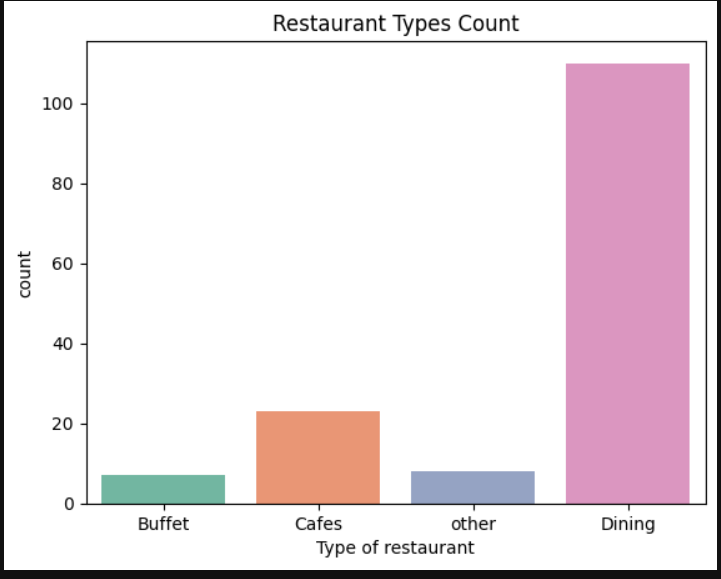 Restaurant Types Count
100
80
60
40
20
0
count
Buffet Cafes other Dining
Type of restaurant